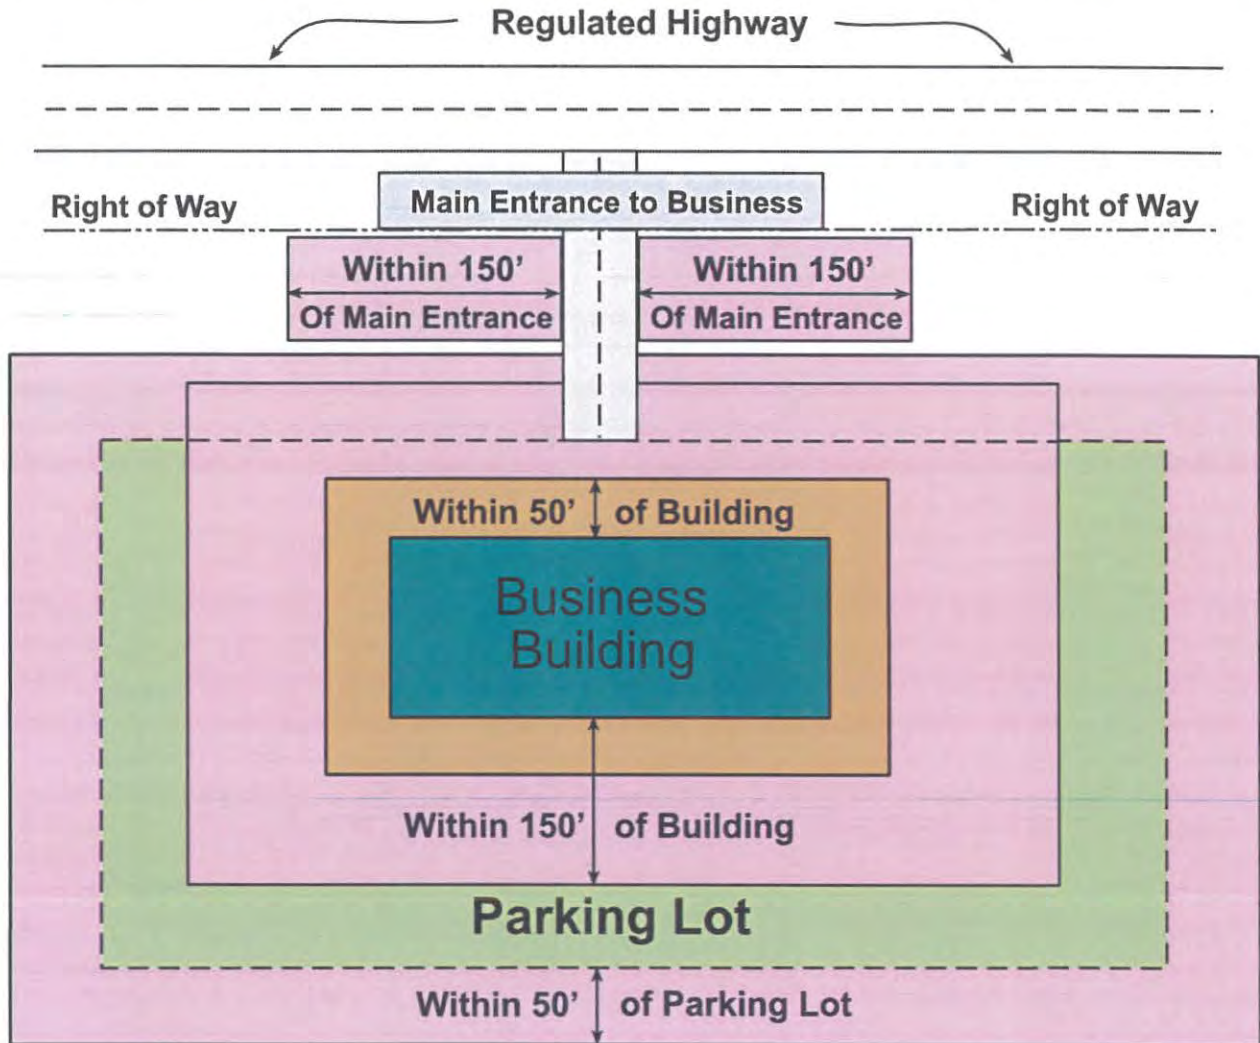 Regulated Highway
Right of Way
Main Entrance to Business
Right of Way
Within 150’
Of Main Entrance
Within 150’
Of Main Entrance
Within 50’ of Building
Business
Building
Within 150’ of Building
Parking Lot
Within 50’ of Parking Lot